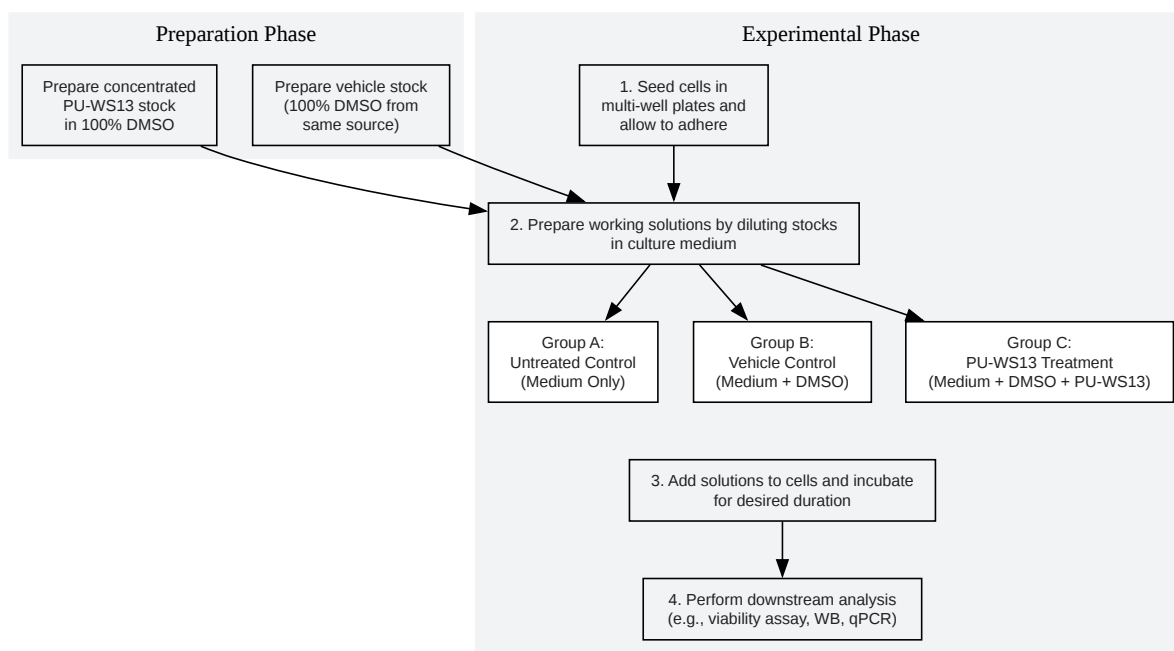 Preparation Phase
Prepare concentrated
PU-WS13 stock
in 100% DMSO
Prepare vehicle stock
(100% DMSO from
same source)
Experimental Phase
1. Seed cells in
multi-well plates and
allow to adhere
2. Prepare working solutions by diluting stocks
in culture medium
Group A:
Untreated Control
(Medium Only)
Group B:
Vehicle Control
(Medium + DMSO)
Group C:
PU-WS13 Treatment
(Medium + DMSO + PU-WS13)
3. Add solutions to cells and incubate
for desired duration
4. Perform downstream analysis
(e.g., viability assay, WB, qPCR)